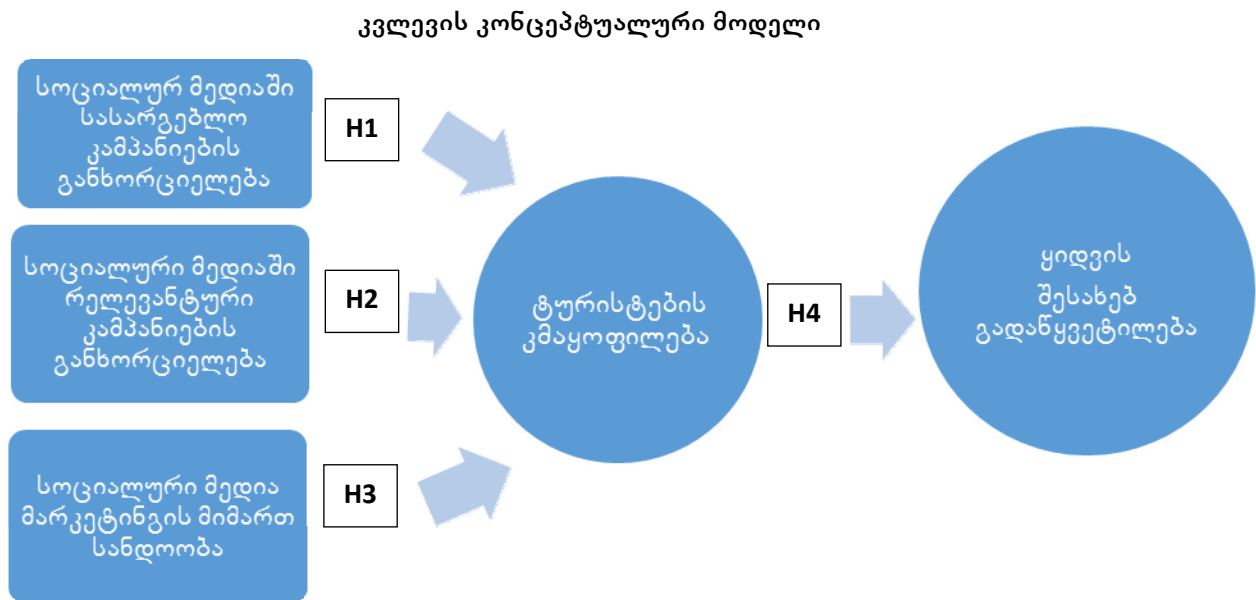 კვლევის კონცეპტუალური მოდელი
სოციალურ მედიაში
სასარგებლო
კამპანიების
განხორციელება
H1
სოციალური მედიაში
რელევანტური
კამპანიების
განხორციელება
H2
სოციალური მედია
მარკეტინგის მიმართ
სანდოობა
H3
ტურისტების
კმაყოფილება
H4
ყიდვის
შესახებ
გადაწყვეტილება